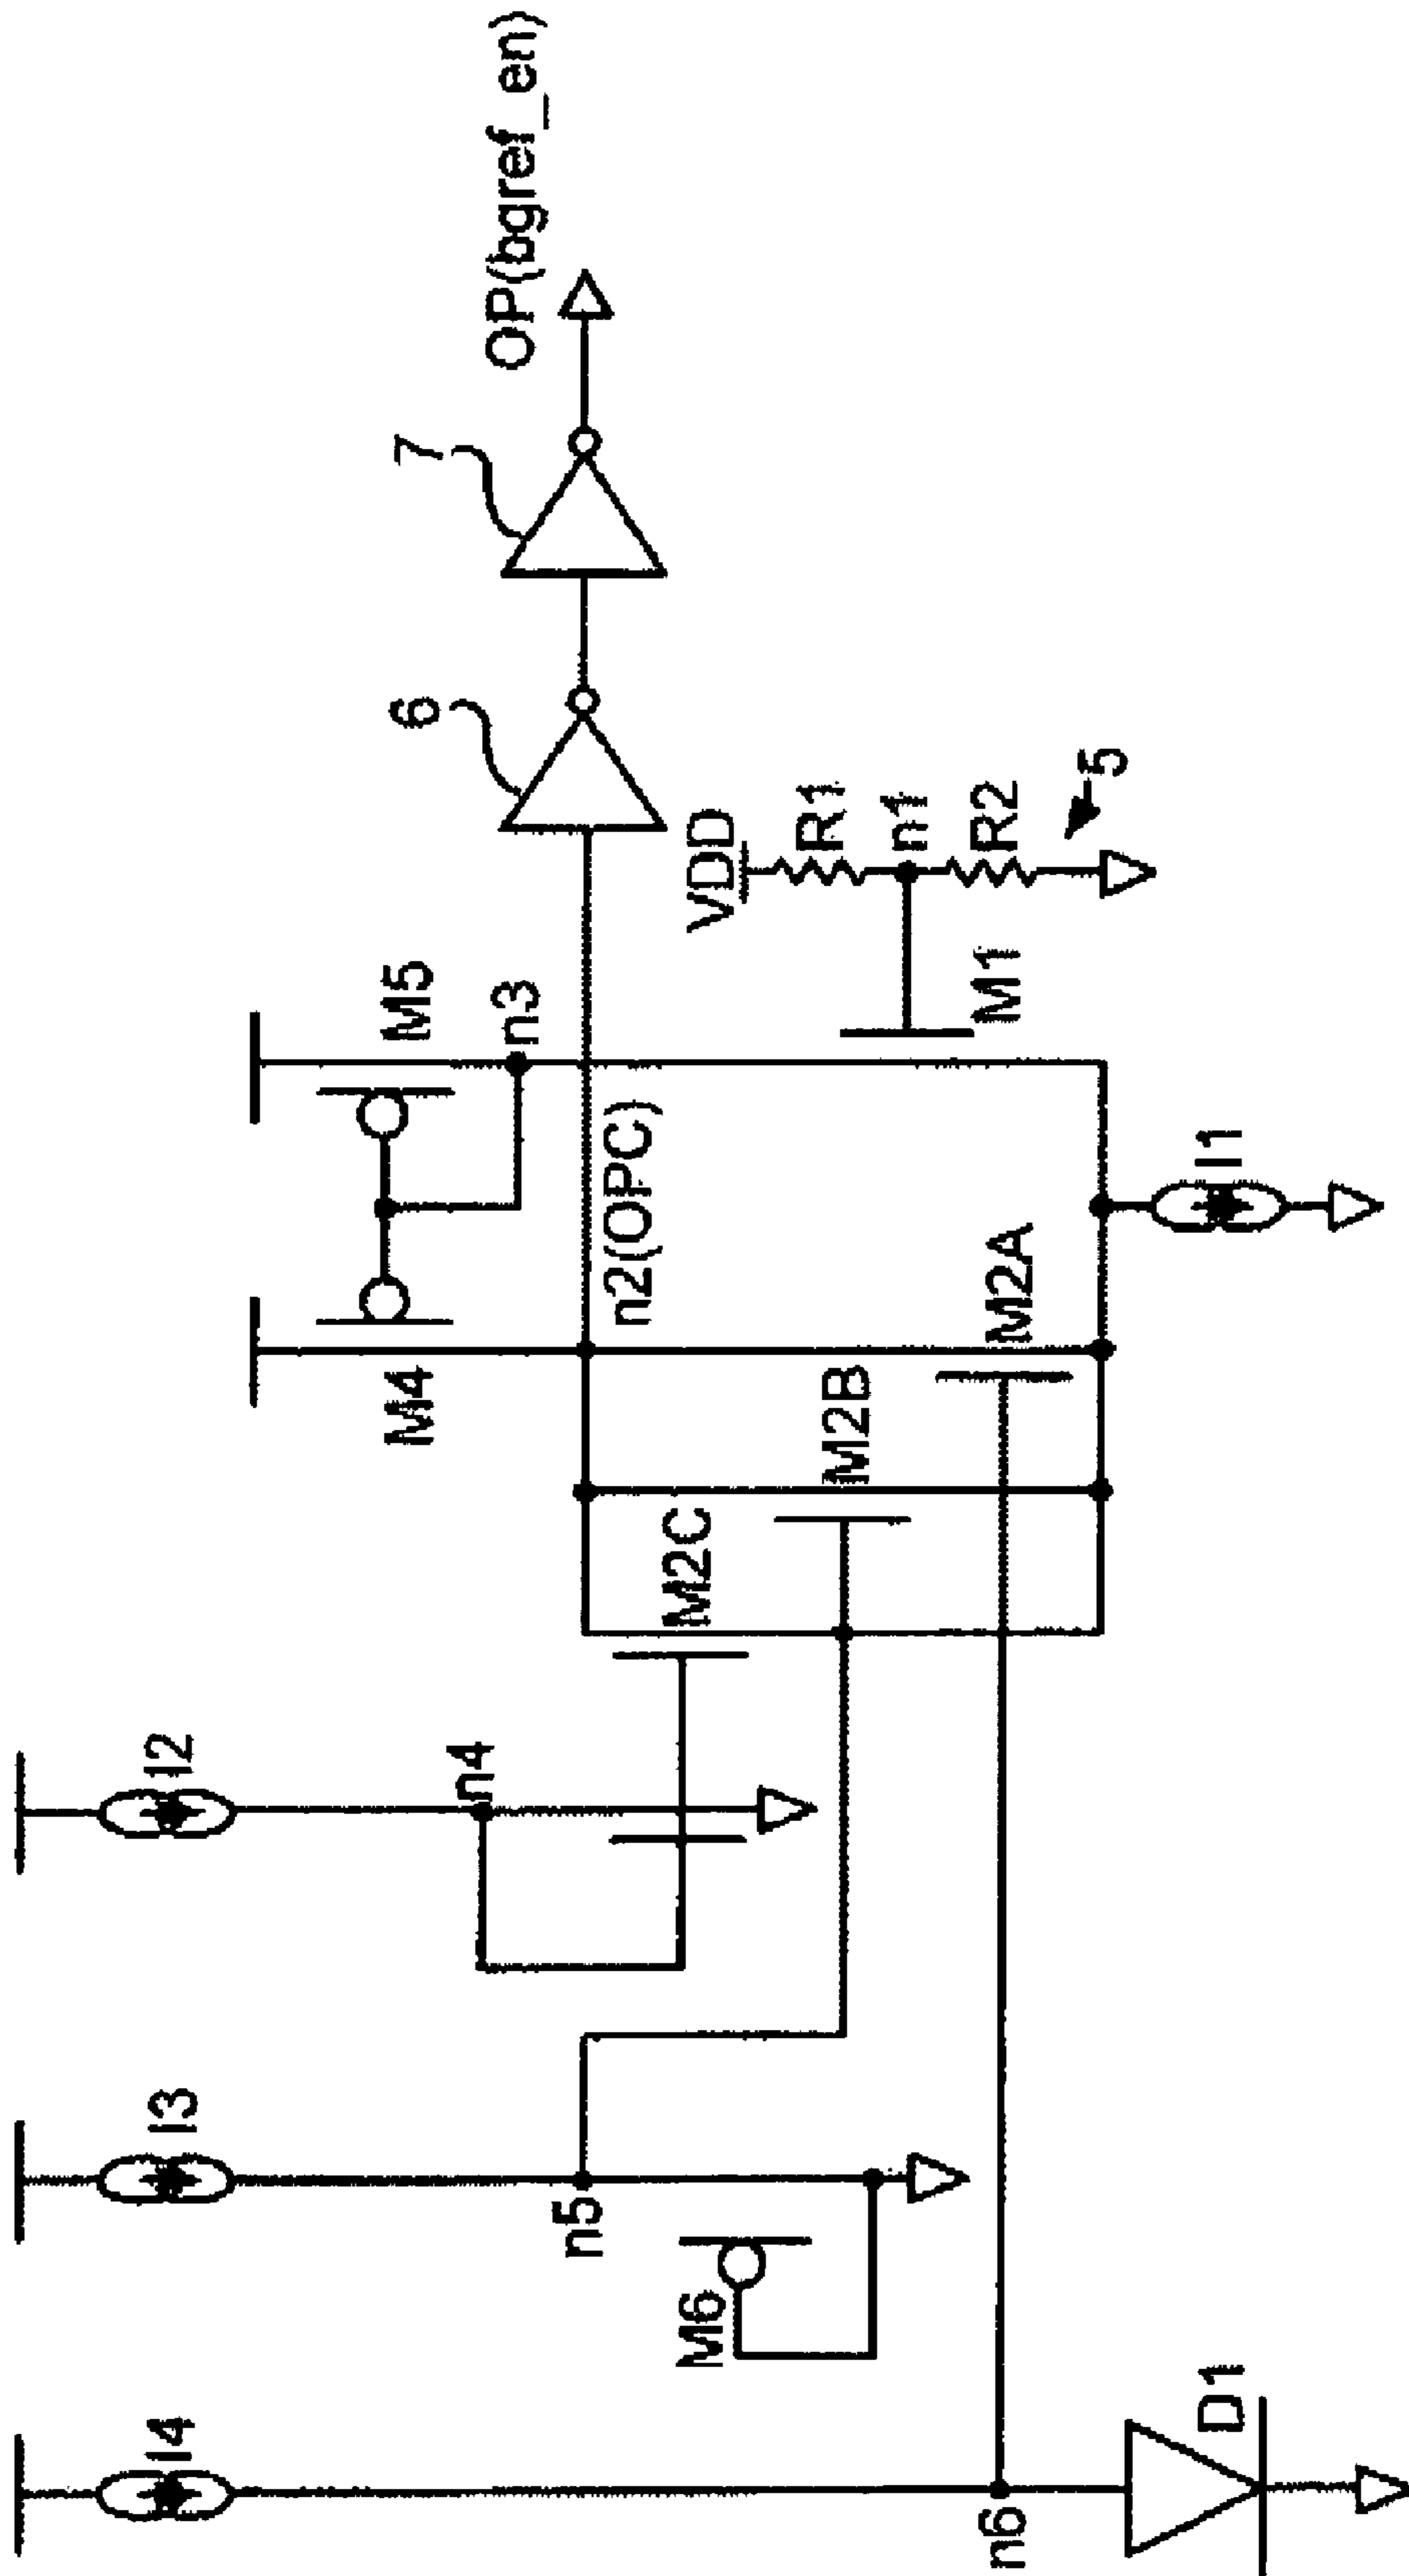 I4
I3
I2
n4
n5
M6
n6
D1
M4
M5
n3
n2(OPC)
M2C
M2B
M2A
M1
I1
VDD
R1
n1
R2
5
6
7
OP(bgref_en)